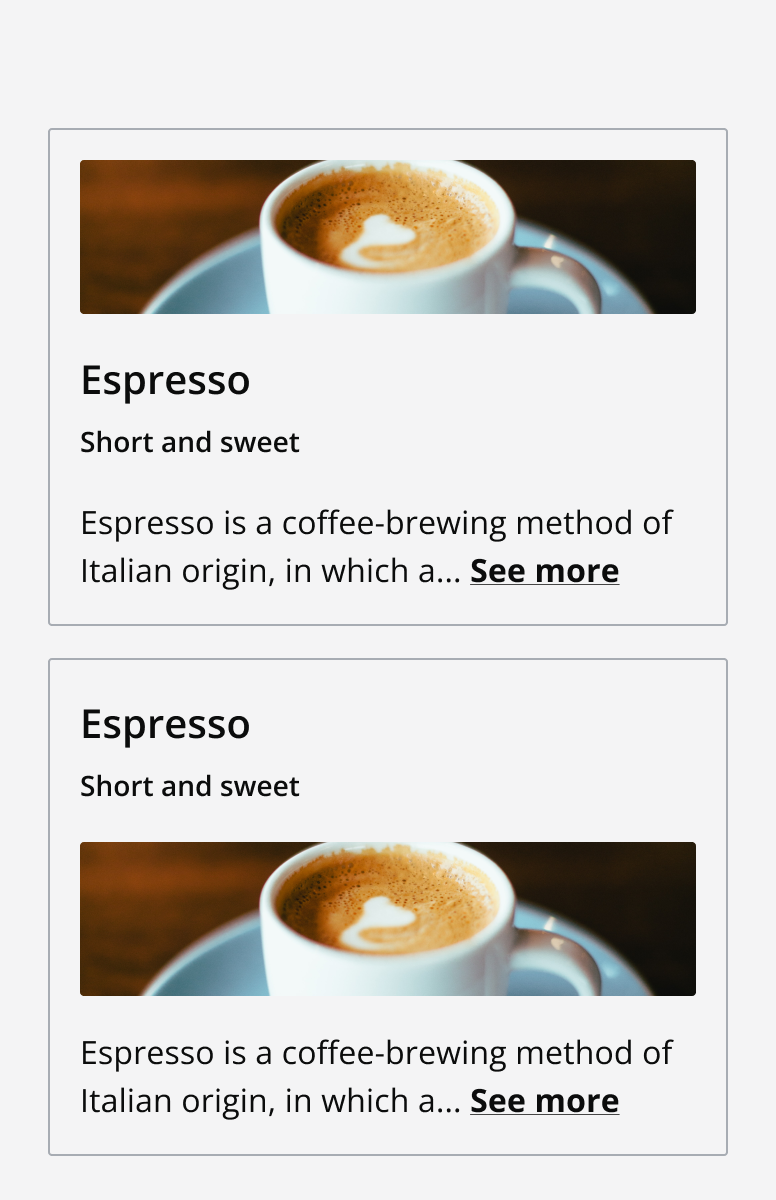 Espresso
Short and sweet
Espresso is a coffee-brewing method of
Italian origin, in which a... See more
Espresso
Short and sweet
Espresso is a coffee-brewing method of
Italian origin, in which a... See more